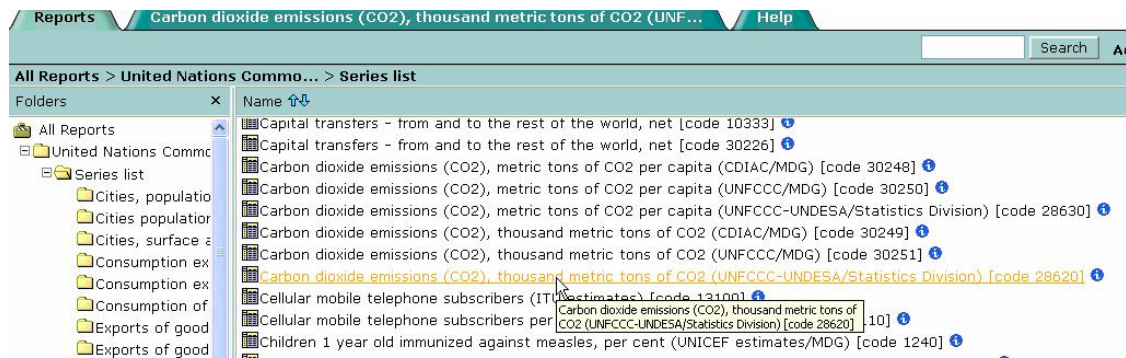 Reports Carbon dioxide emissions (CO2), thousand metric tons of CO2 (UNF... Help
Search
All Reports > United Nations Commo... > Series list
Folders x Name
Capital transfers - from and to the rest of the world, net [code 10333]
All Reports
Capital transfers - from and to the rest of the world, net [code 30226]
United Nations Commc
Carbon dioxide emissions (CO2), metric tons of CO2 per capita (CDIAC/MDG) [code 30248]
Series list
Carbon dioxide emissions (CO2), metric tons of CO2 per capita (UNFCCC/MDG) [code 30250]
Cities, populatio
Carbon dioxide emissions (CO2), metric tons of CO2 per capita (UNFCCC-UNDESA/Statistics Division) [code 28630]
Cities population
Carbon dioxide emissions (CO2), thousand metric tons of CO2 (CDIAC/MDG) [code 30249]
Cities, surface a
Carbon dioxide emissions (CO2), thousand metric tons of CO2 (UNFCCC/MDG) [code 30251]
Consumption ex
Carbon dioxide emissions (CO2), thousand metric tons of CO2 (UNFCCC-UNDESA/Statistics Division) [code 28620]
Consumption ex
Cellular mobile telephone subscribers (ITU estimates) [code 13100]
Consumption of
Carbon dioxide emissions (CO2), thousand metric tons of
CO2 (UNFCCC-UNDESA/Statistics Division) [code 28620]
Cellular mobile telephone subscribers per .10]
Exports of good
Children 1 year old immunized against measles, per cent (UNICEF estimates/MDG) [code 1240]
Exports of good